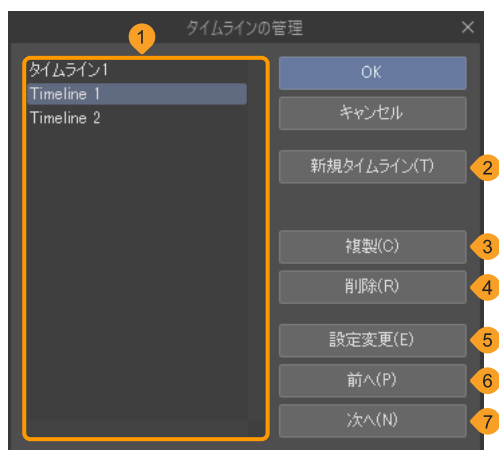 タイムラインの管理
1
タイムライン1
Timeline 1
Timeline 2
OK
キャンセル
新規タイムライン(T)
2
複製(C)
3
削除(R)
4
設定変更(E)
5
前へ(P)
6
次へ(N)
7